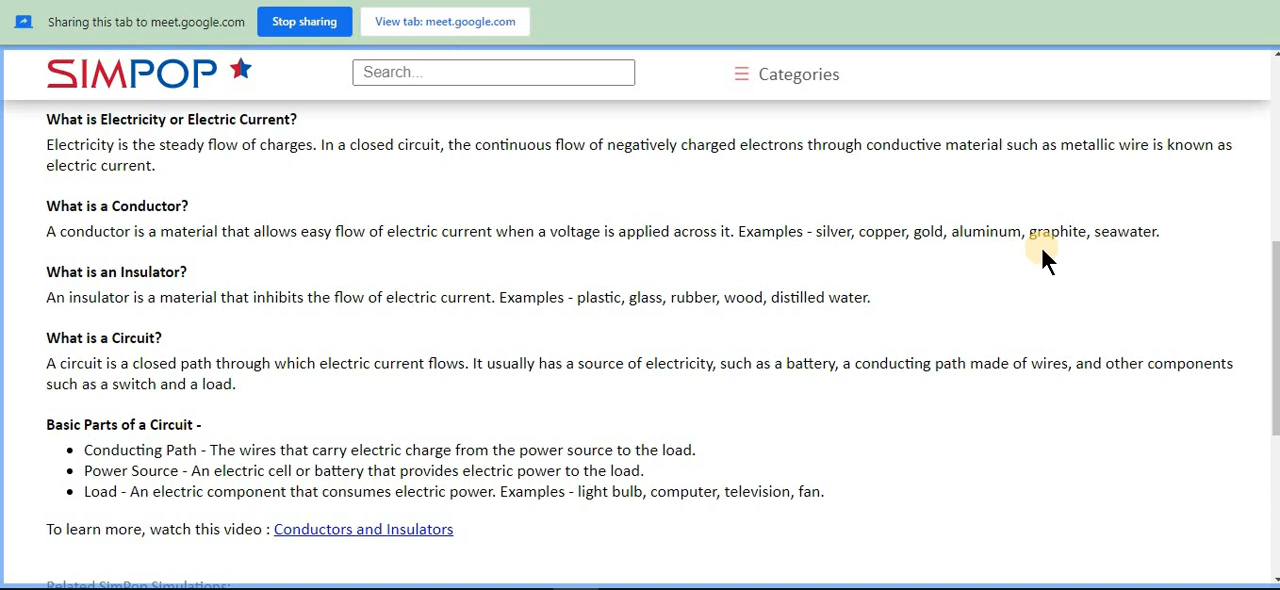 Sharing this tab to meet.google.com
Stop sharing
View tab: meet.google.com
SIMPOP
Search...
Categories
What is Electricity or Electric Current?
Electricity is the steady flow of charges. In a closed circuit, the continuous flow of negatively charged electrons through conductive material such as metallic wire is known as
electric current.
What is a Conductor?
A conductor is a material that allows easy flow of electric current when a voltage is applied across it. Examples - silver, copper, gold, aluminum, graphite, seawater.
What is an Insulator?
An insulator is a material that inhibits the flow of electric current. Examples - plastic, glass, rubber, wood, distilled water.
What is a Circuit?
A circuit is a closed path through which electric current flows. It usually has a source of electricity, such as a battery, a conducting path made of wires, and other components
such as a switch and a load.
Basic Parts of a Circuit -
• Conducting Path - The wires that carry electric charge from the power source to the load.
• Power Source - An electric cell or battery that provides electric power to the load.
• Load - An electric component that consumes electric power. Examples - light bulb, computer, television, fan.
To learn more, watch this video : Conductors and Insulators
Related SimPop Simulations: